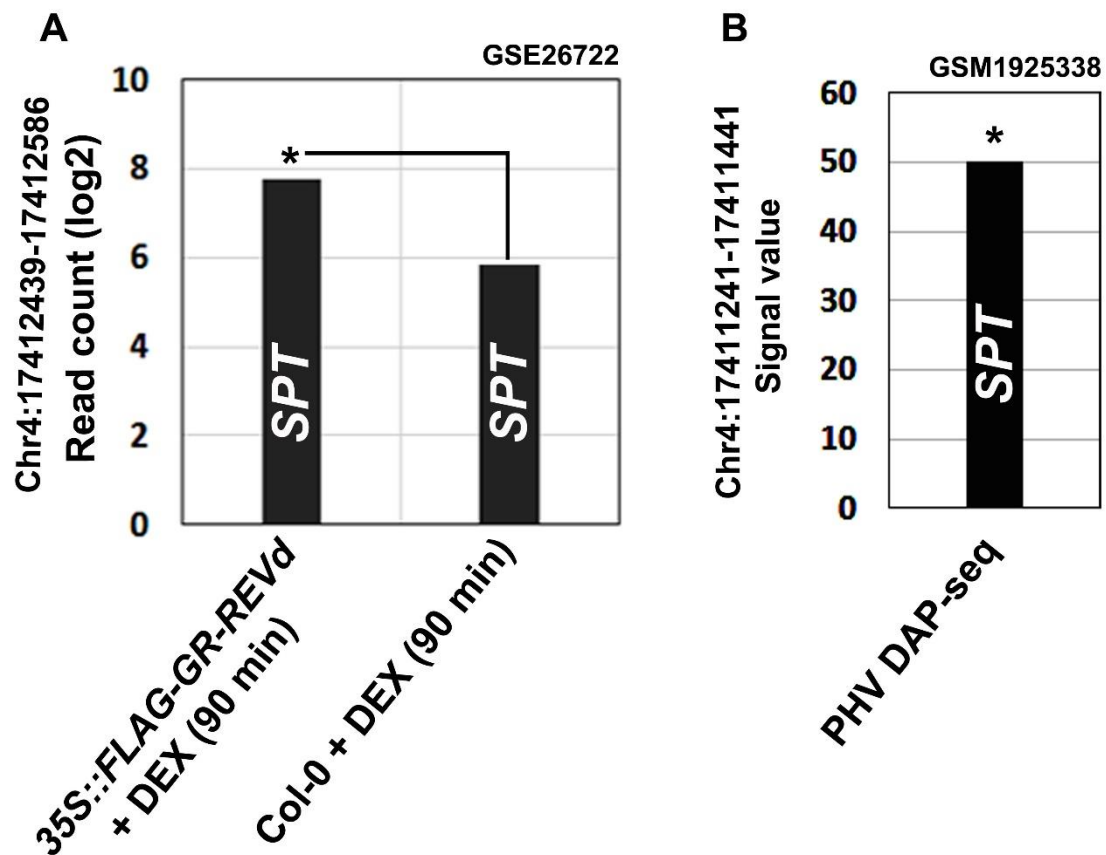 A
GSE26722
Chr4:17412439-17412586
Read count (log2)
10
8
6
4
2
0
*
SPT
SPT
35S::FLAG-GR-REVd
+ DEX (90 min)
Col-0 + DEX (90 min)
B
GSM1925338
Chr4:17411241-17411441
Signal value
60
50
40
30
20
10
0
*
SPT
PHV DAP-seq